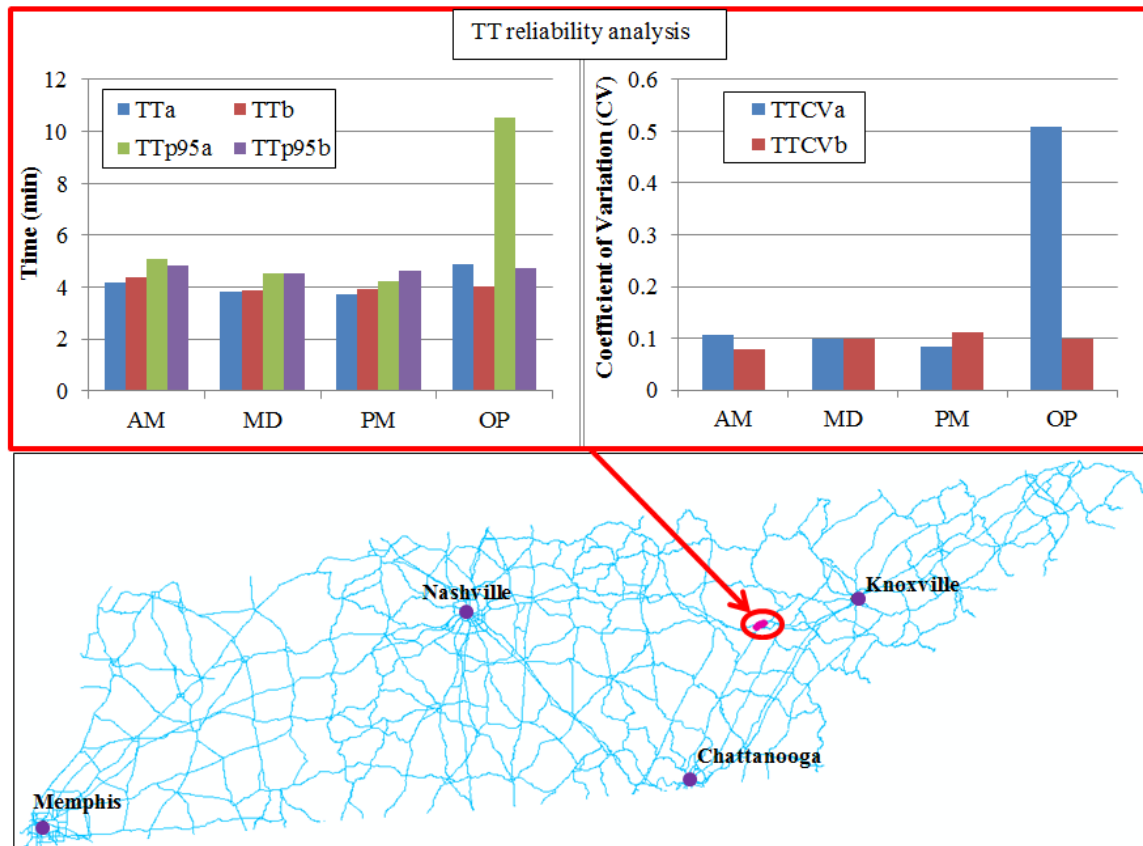 TT reliability analysis
Time (min)
12
10
8
6
4
2
0
TTa
TTb
TTp95a
TTp95b
AM
MD
PM
OP
Coefficient of Variation (CV)
0.6
0.5
0.4
0.3
0.2
0.1
0
TTCVa
TTCVb
AM
MD
PM
OP
Nashville
Knoxville
Chattanooga
Memphis